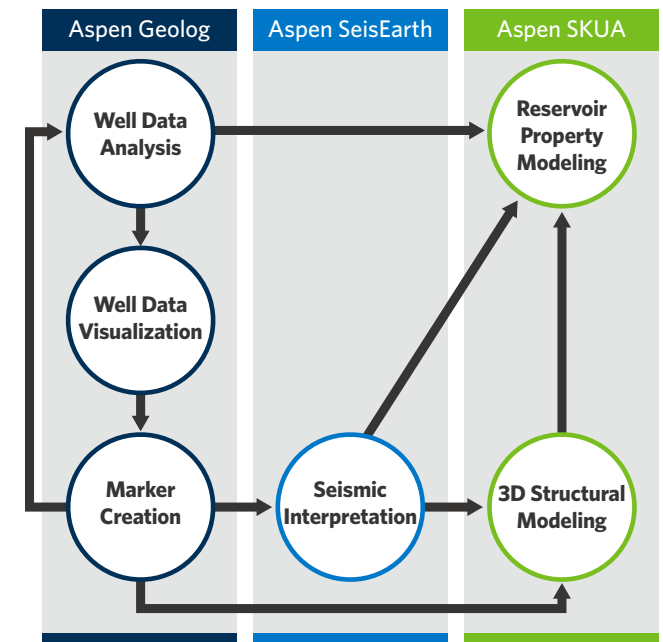 Aspen Geolog
Aspen SeisEarth
Aspen SKUA
Well Data
Analysis
Reservoir
Property
Modeling
Well Data
Visualization
Marker
Creation
Seismic
Interpretation
3D Structural
Modeling